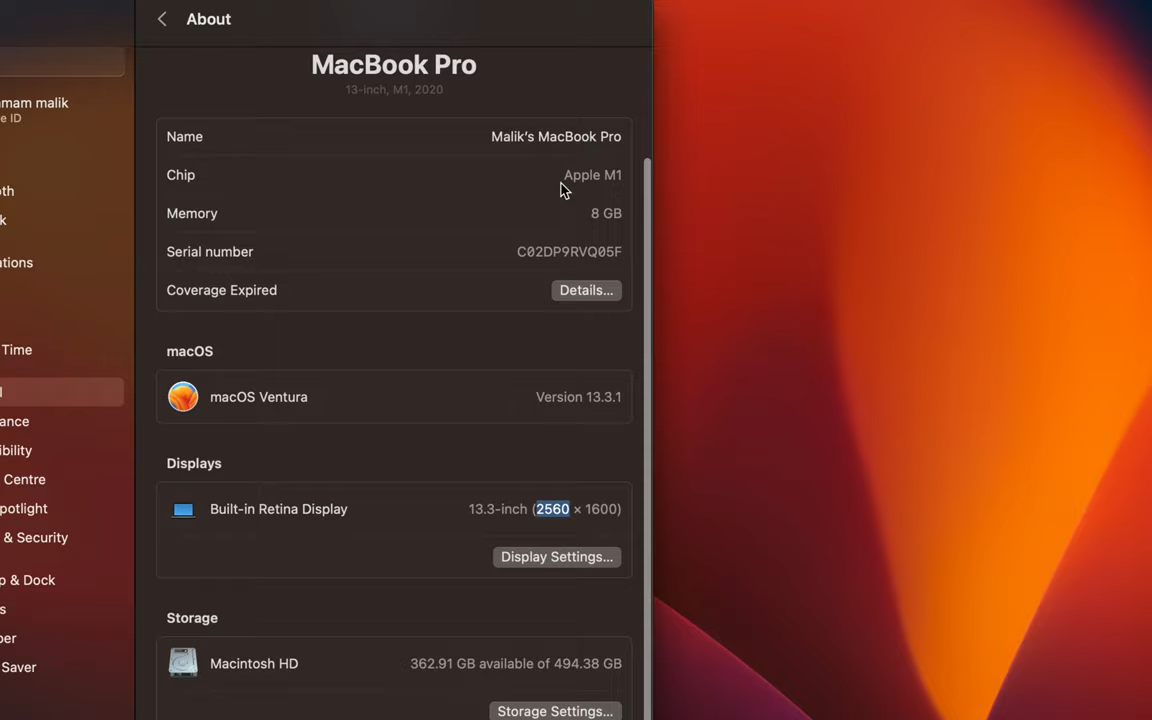 About
MacBook Pro
13-inch, M1, 2020
mam malik
e ID
Name Malik’s MacBook Pro
Chip Apple M1
oth
Memory 8 GB
k
Serial number C02DP9RVQ05F
ations
Coverage Expired Details...
Time
macOS
l
macOS Ventura Version 13.3.1
ance
bility
Displays
Centre
Built-in Retina Display 13.3-inch (2560 × 1600)
potlight
& Security
Display Settings...
p & Dock
s
Storage
per
Macintosh HD 362.91 GB available of 494.38 GB
Saver
Storage Settings...